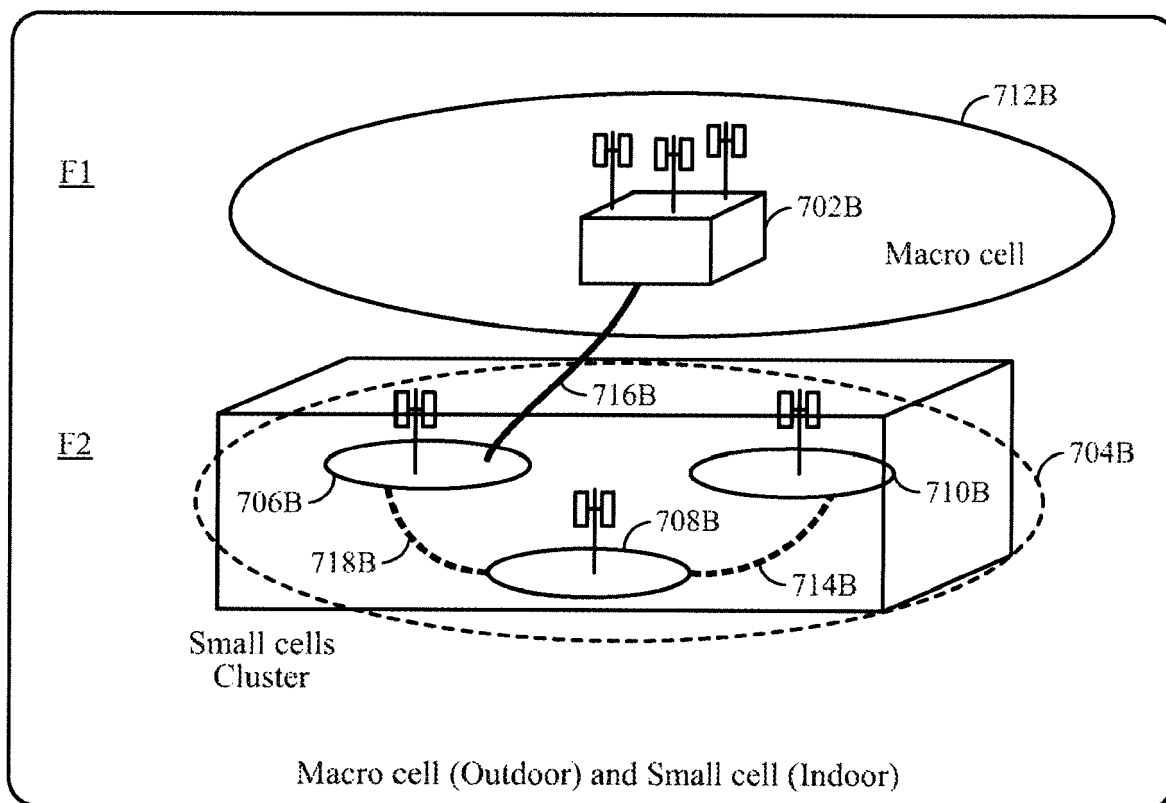 712B
F1
702B
Macro cell
716B
F2
704B
706B
710B
708B
718B
714B
Small cells
Cluster
Macro cell (Outdoor) and Small cell (Indoor)